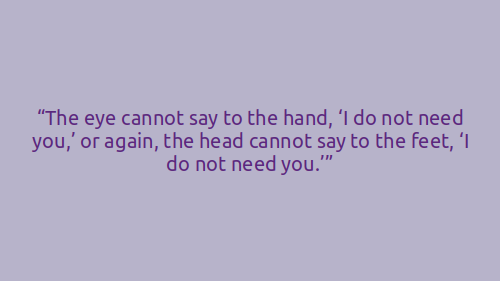 “The eye cannot say to the hand, ‘I do not need
you,’ or again, the head cannot say to the feet, ‘I
do not need you.’”